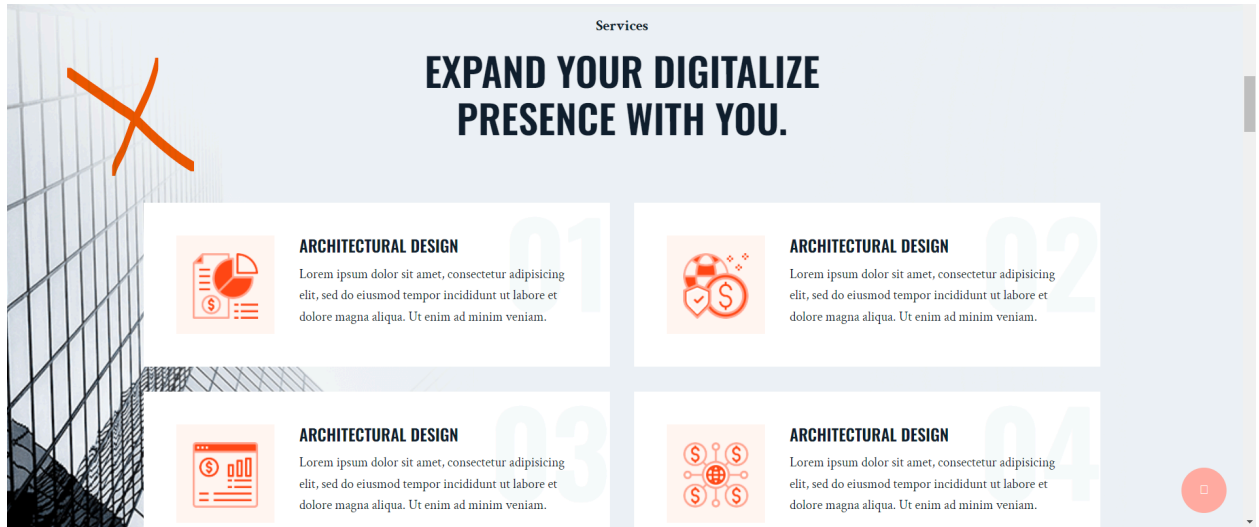 Services
EXPAND YOUR DIGITALIZE
PRESENCE WITH YOU.
01
ARCHITECTURAL DESIGN
Lorem ipsum dolor sit amet, consectetur adipisicing
elit, sed do eiusmod tempor incididunt ut labore et
dolore magna aliqua. Ut enim ad minim veniam.
02
ARCHITECTURAL DESIGN
Lorem ipsum dolor sit amet, consectetur adipisicing
elit, sed do eiusmod tempor incididunt ut labore et
dolore magna aliqua. Ut enim ad minim veniam.
03
ARCHITECTURAL DESIGN
Lorem ipsum dolor sit amet, consectetur adipisicing
elit, sed do eiusmod tempor incididunt ut labore et
dolore magna aliqua. Ut enim ad minim veniam.
04
ARCHITECTURAL DESIGN
Lorem ipsum dolor sit amet, consectetur adipisicing
elit, sed do eiusmod tempor incididunt ut labore et
dolore magna aliqua. Ut enim ad minim veniam.